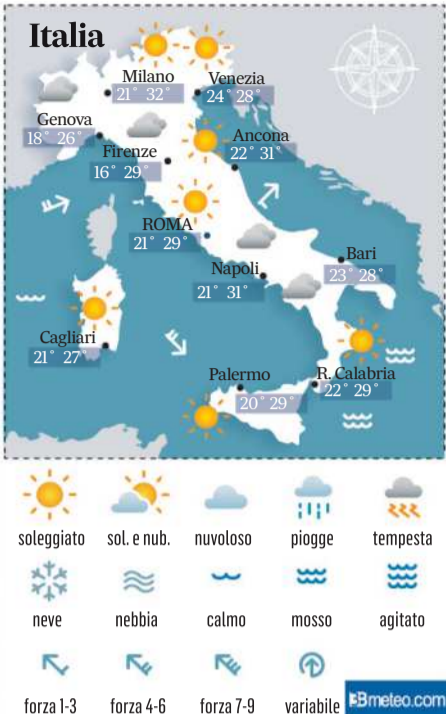 Italia
Milano
21° 32°
Venezia
24° 28°
Genova
18° 26°
Firenze
16° 29°
Ancona
22° 31°
ROMA
21° 29°
Napoli
21° 31°
Bari
23° 28°
Cagliari
21° 27°
Palermo
20° 29°
R. Calabria
22° 29°
soleggiato sol. e nub. nuvoloso piogge tempesta
neve nebbia calmo mosso agitato
forza 1-3 forza 4-6 forza 7-9 variabile
3Bmeteo.com